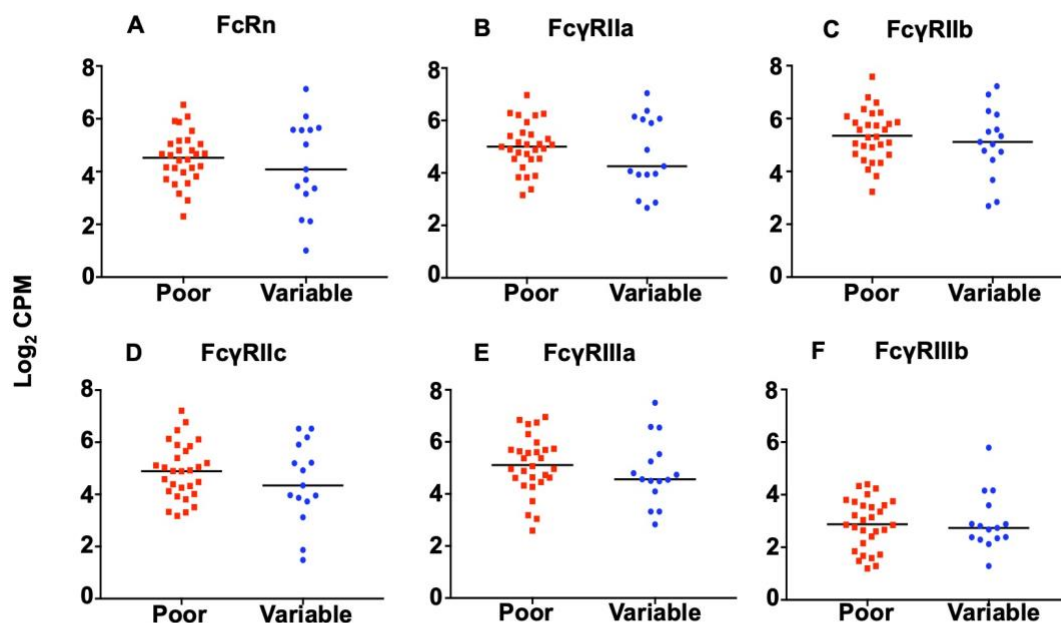 A FcRn
B FcγRIIa
C FcγRIIb
8
6
4
2
0
Poor Variable
8
6
4
2
0
Poor Variable
8
6
4
2
0
Poor Variable
Log₂ CPM
D FcγRIIc
E FcγRIIIa
F FcγRIIIb
8
6
4
2
0
Poor Variable
8
6
4
2
0
Poor Variable
8
6
4
2
0
Poor Variable